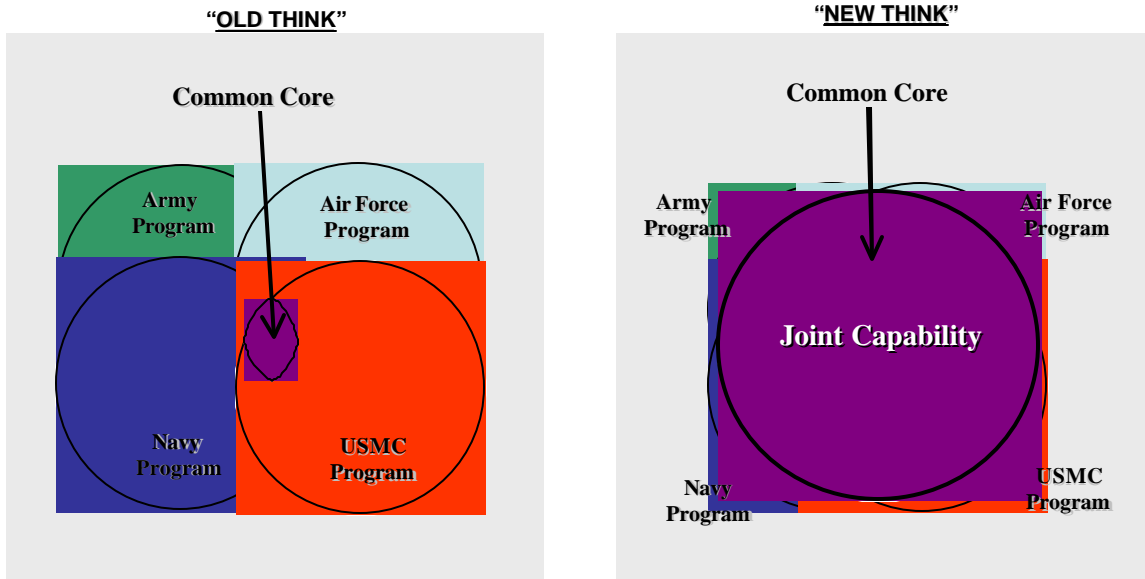 “OLD THINK”
Common Core
Army
Program
Air Force
Program
Navy
Program
USMC
Program
“NEW THINK”
Common Core
Army
Program
Air Force
Program
Joint Capability
Navy
Program
USMC
Program